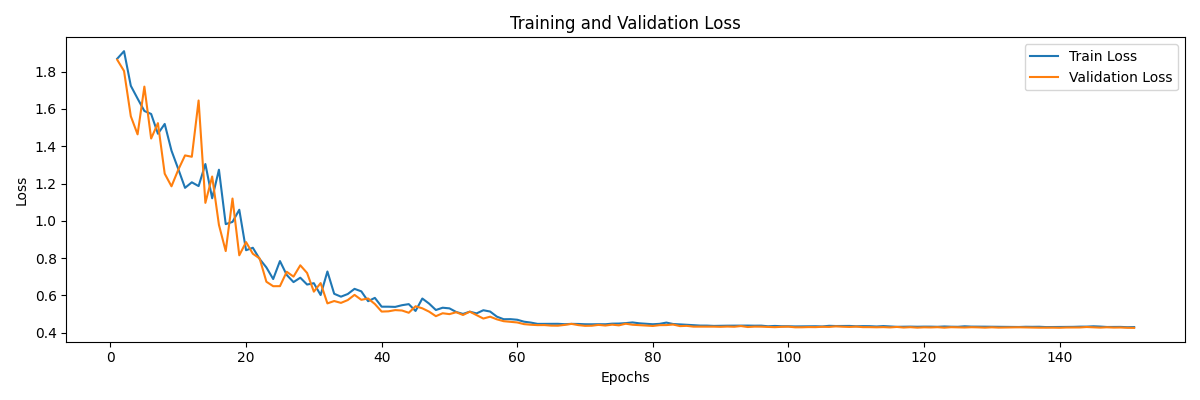 Training and Validation Loss
Train Loss
Validation Loss
Loss
1.8
1.6
1.4
1.2
1.0
0.8
0.6
0.4
0 20 40 60 80 100 120 140
Epochs